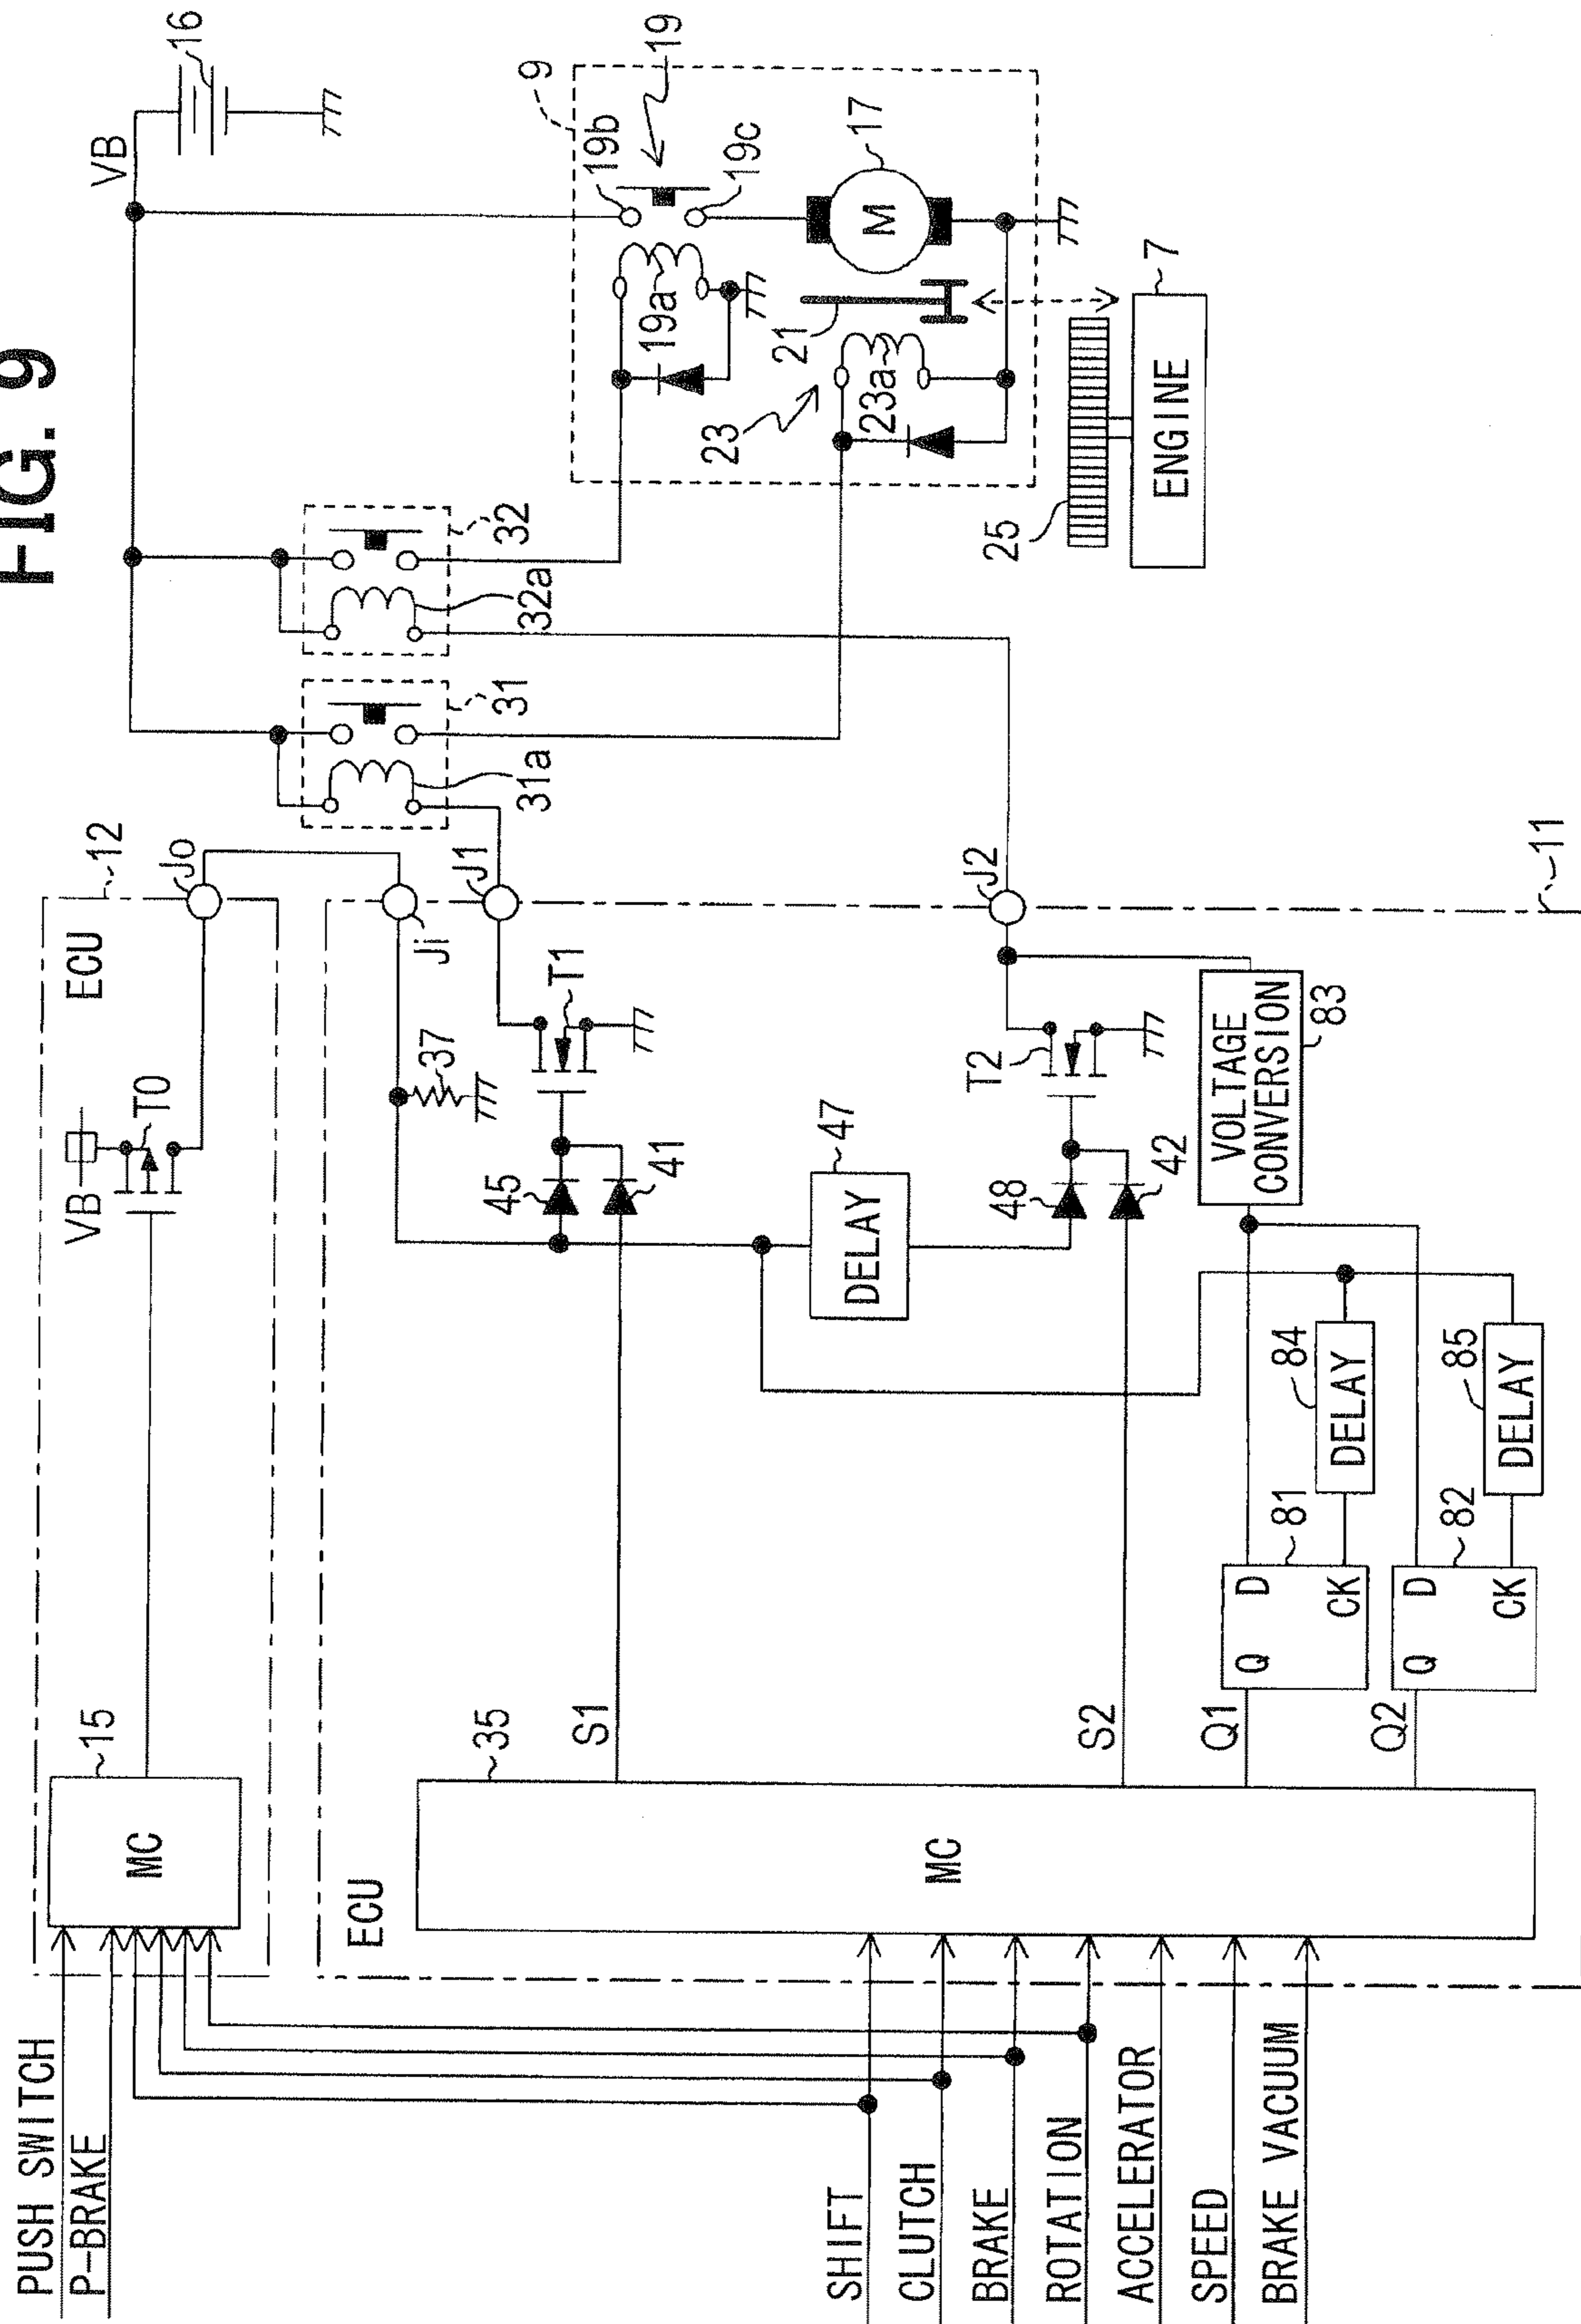 FIG. 9
PUSH SWITCH
P-BRAKE
SHIFT
CLUTCH
BRAKE
ROTATION
ACCELERATOR
SPEED
BRAKE VACUUM
MC
15
VB
T0
ECU
12
Jo
ECU
MC
35
S1
S2
Q1
Q2
Q
D
CK
81
Q
D
CK
82
DELAY
84
DELAY
85
DELAY
47
45
41
48
42
37
T1
T2
VOLTAGE
CONVERSION
83
Ji
J1
J2
11
31a
31
32a
32
VB
16
9
19b
19
19c
19a
M
17
21
23
23a
25
ENGINE
7